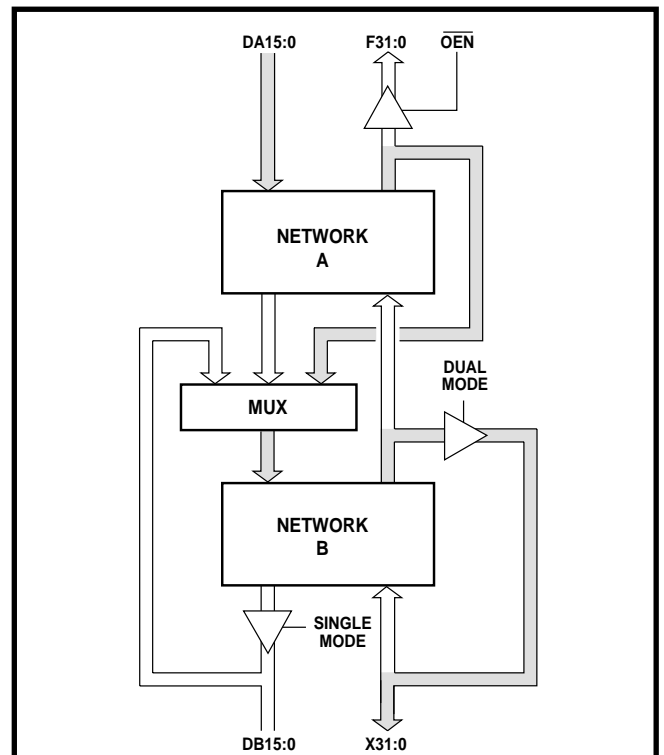 DA15:0
F31:0
OEN
NETWORK
A
DUAL
MODE
MUX
NETWORK
B
SINGLE
MODE
DB15:0
X31:0